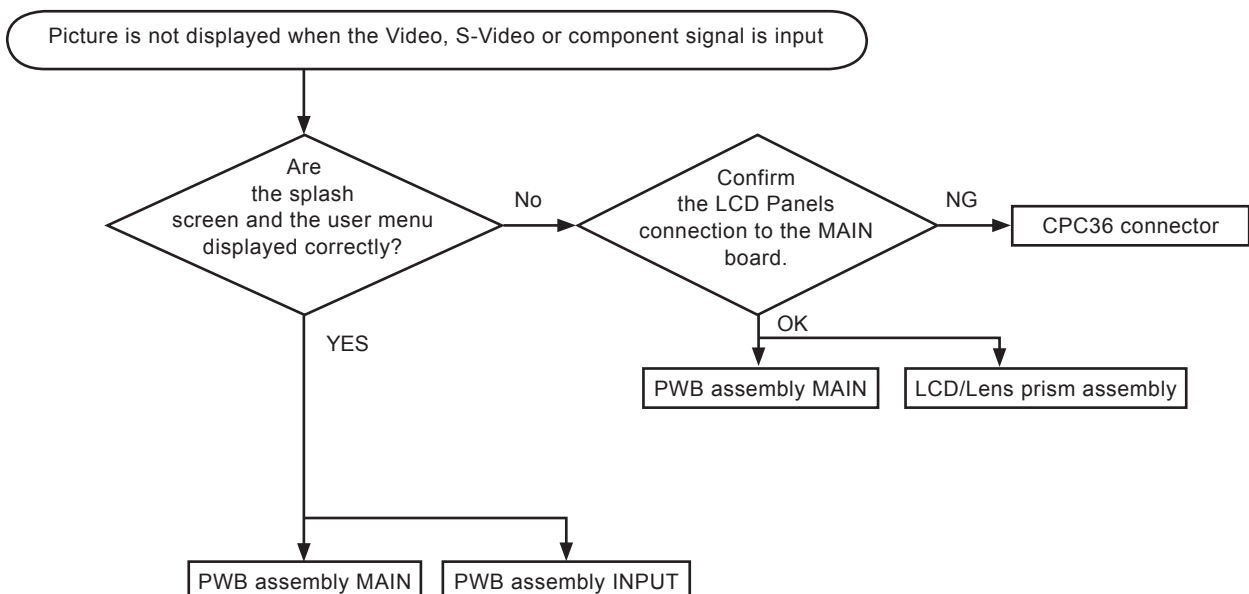 Picture is not displayed when the Video, S-Video or component signal is input
Are
the splash
screen and the user menu
displayed correctly?
No
Confirm
the LCD Panels
connection to the MAIN
board.
NG
CPC36 connector
OK
YES
PWB assembly MAIN
LCD/Lens prism assembly
PWB assembly MAIN
PWB assembly INPUT